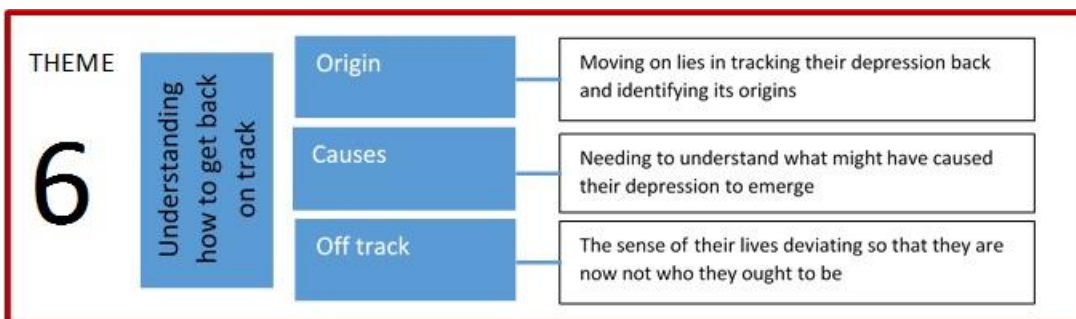 THEME
6
Understanding
how to get back
on track
Origin
Moving on lies in tracking their depression back
and identifying its origins
Causes
Needing to understand what might have caused
their depression to emerge
Off track
The sense of their lives deviating so that they are
now not who they ought to be